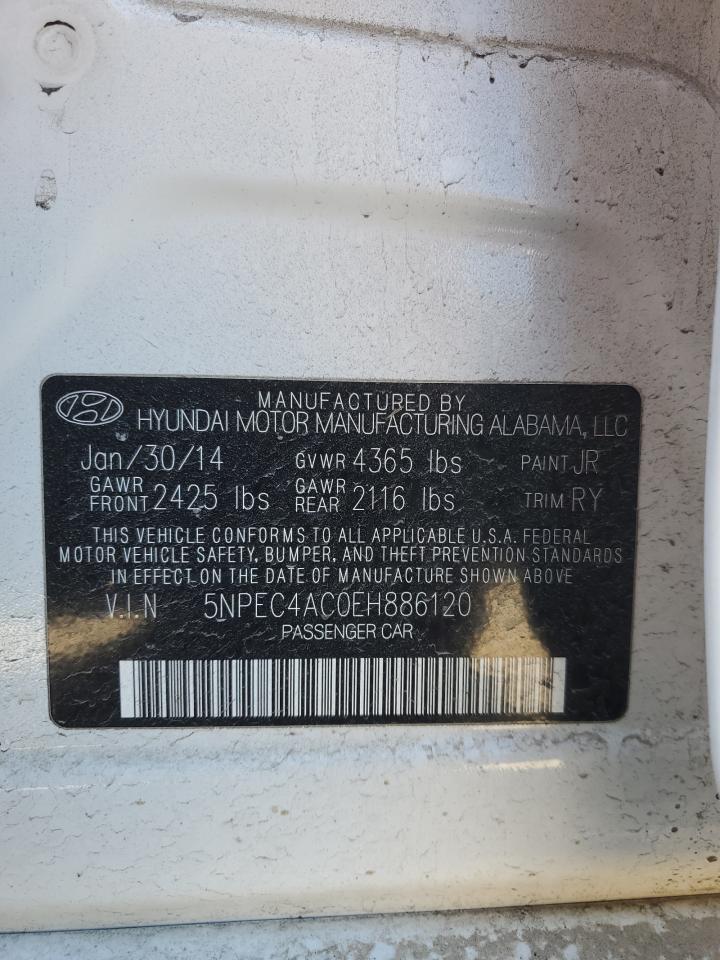 MANUFACTURED BY
HYUNDAI MOTOR MANUFACTURING ALABAMA, LLC
Jan/30/14 GVWR 4365 lbs PAINT JR
GAWR FRONT 2425 lbs GAWR REAR 2116 lbs TRIM RY
THIS VEHICLE CONFORMS TO ALL APPLICABLE U.S.A. FEDERAL
MOTOR VEHICLE SAFETY, BUMPER, AND THEFT PREVENTION STANDARDS
IN EFFECT ON THE DATE OF MANUFACTURE SHOWN ABOVE
V.I.N 5NPEC4AC0EH886120
PASSENGER CAR